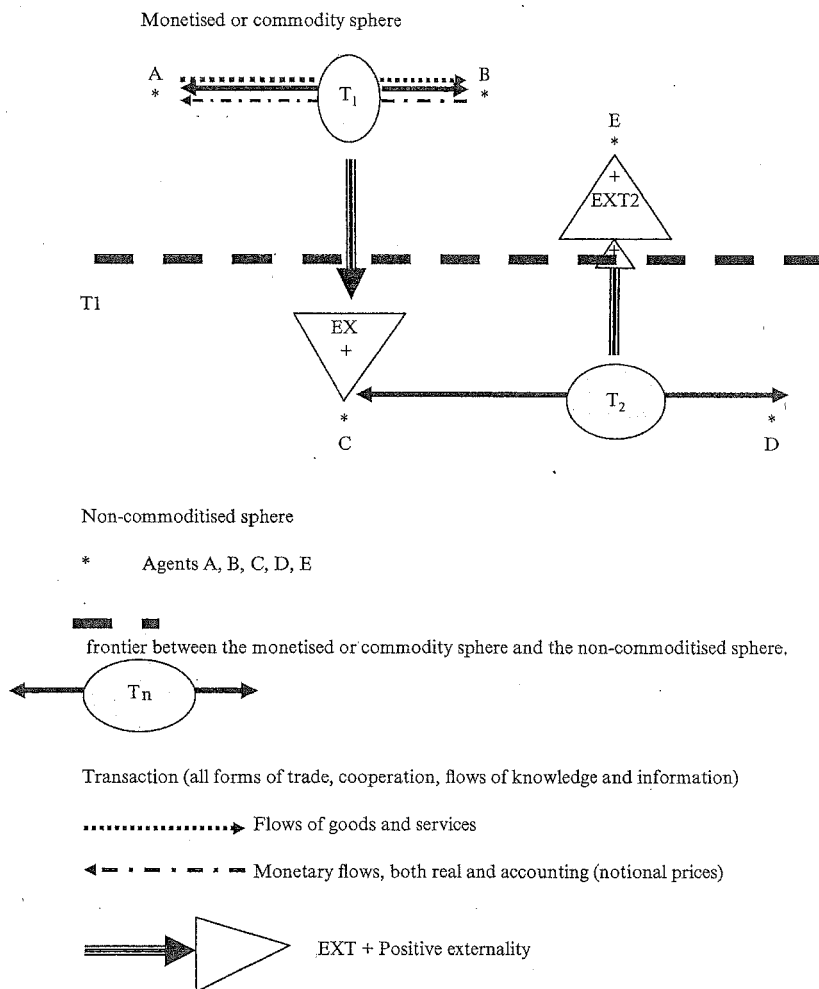 Monetised or commodity sphere
A B
* *
T1
E
*
+
EXT2
+
T1
EX
+
T2
*
C
*
D
Non-commoditised sphere
* Agents A, B, C, D, E
frontier between the monetised or commodity sphere and the non-commoditised sphere.
Tn
Transaction (all forms of trade, cooperation, flows of knowledge and information)
Flows of goods and services
Monetary flows, both real and accounting (notional prices)
EXT + Positive externality